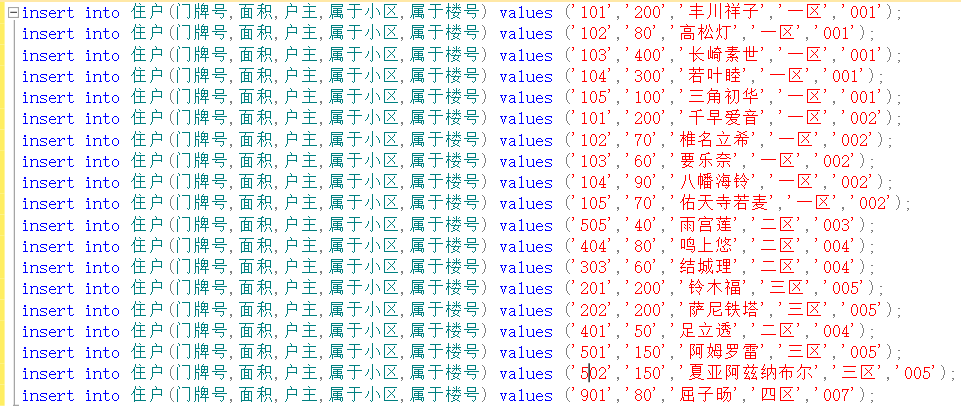 insert into 住户(门牌号,面积,户主,属于小区,属于楼号) values ('101','200','丰川祥子','一区','001');
insert into 住户(门牌号,面积,户主,属于小区,属于楼号) values ('102','80','高松灯','一区','001');
insert into 住户(门牌号,面积,户主,属于小区,属于楼号) values ('103','400','长崎素世','一区','001');
insert into 住户(门牌号,面积,户主,属于小区,属于楼号) values ('104','300','若叶睦','一区','001');
insert into 住户(门牌号,面积,户主,属于小区,属于楼号) values ('105','100','三角初华','一区','001');
insert into 住户(门牌号,面积,户主,属于小区,属于楼号) values ('101','200','千早爱音','一区','002');
insert into 住户(门牌号,面积,户主,属于小区,属于楼号) values ('102','70','椎名立希','一区','002');
insert into 住户(门牌号,面积,户主,属于小区,属于楼号) values ('103','60','要乐奈','一区','002');
insert into 住户(门牌号,面积,户主,属于小区,属于楼号) values ('104','90','八幡海铃','一区','002');
insert into 住户(门牌号,面积,户主,属于小区,属于楼号) values ('105','70','佑天寺若麦','一区','002');
insert into 住户(门牌号,面积,户主,属于小区,属于楼号) values ('505','40','雨宫莲','二区','003');
insert into 住户(门牌号,面积,户主,属于小区,属于楼号) values ('404','80','鸣上悠','二区','004');
insert into 住户(门牌号,面积,户主,属于小区,属于楼号) values ('303','60','结城理','二区','004');
insert into 住户(门牌号,面积,户主,属于小区,属于楼号) values ('201','200','铃木福','三区','005');
insert into 住户(门牌号,面积,户主,属于小区,属于楼号) values ('202','200','萨尼铁塔','三区','005');
insert into 住户(门牌号,面积,户主,属于小区,属于楼号) values ('401','50','足立透','二区','004');
insert into 住户(门牌号,面积,户主,属于小区,属于楼号) values ('501','150','阿姆罗雷','三区','005');
insert into 住户(门牌号,面积,户主,属于小区,属于楼号) values ('502','150','夏亚阿兹纳布尔','三区','005');
insert into 住户(门牌号,面积,户主,属于小区,属于楼号) values ('901','80','屈子旸','四区','007');